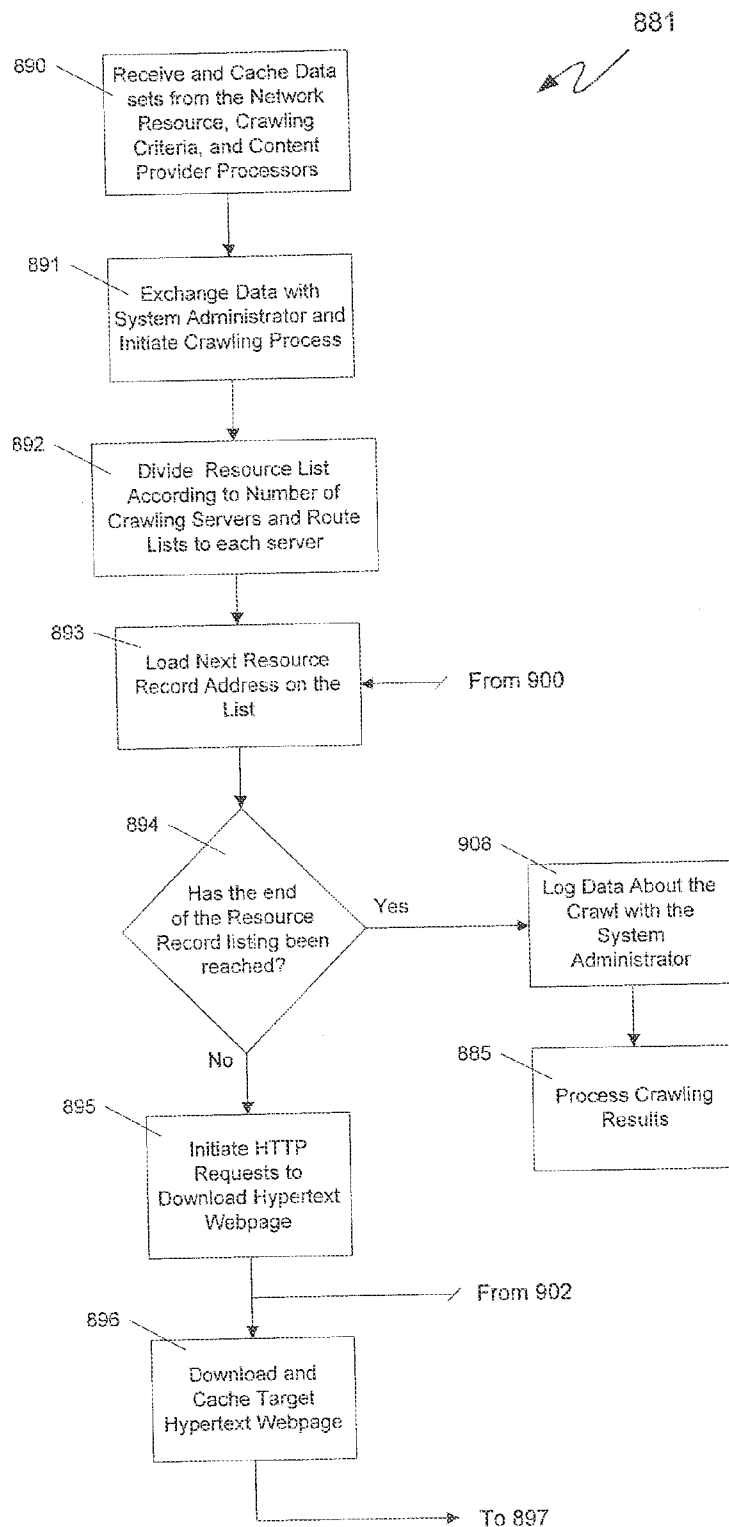 881
890
Receive and Cache Data
sets from the Network
Resource, Crawling
Criteria, and Content
Provider Processors
891
Exchange Data with
System Administrator and
Initiate Crawling Process
892
Divide Resource List
According to Number of
Crawling Servers and Route
Lists to each server
893
Load Next Resource
Record Address on the
List
From 900
894
Has the end
of the Resource
Record listing been
reached?
Yes
No
908
Log Data About the
Crawl with the
System
Administrator
885
Process Crawling
Results
895
Initiate HTTP
Requests to
Download Hypertext
Webpage
From 902
896
Download and
Cache Target
Hypertext Webpage
To 897